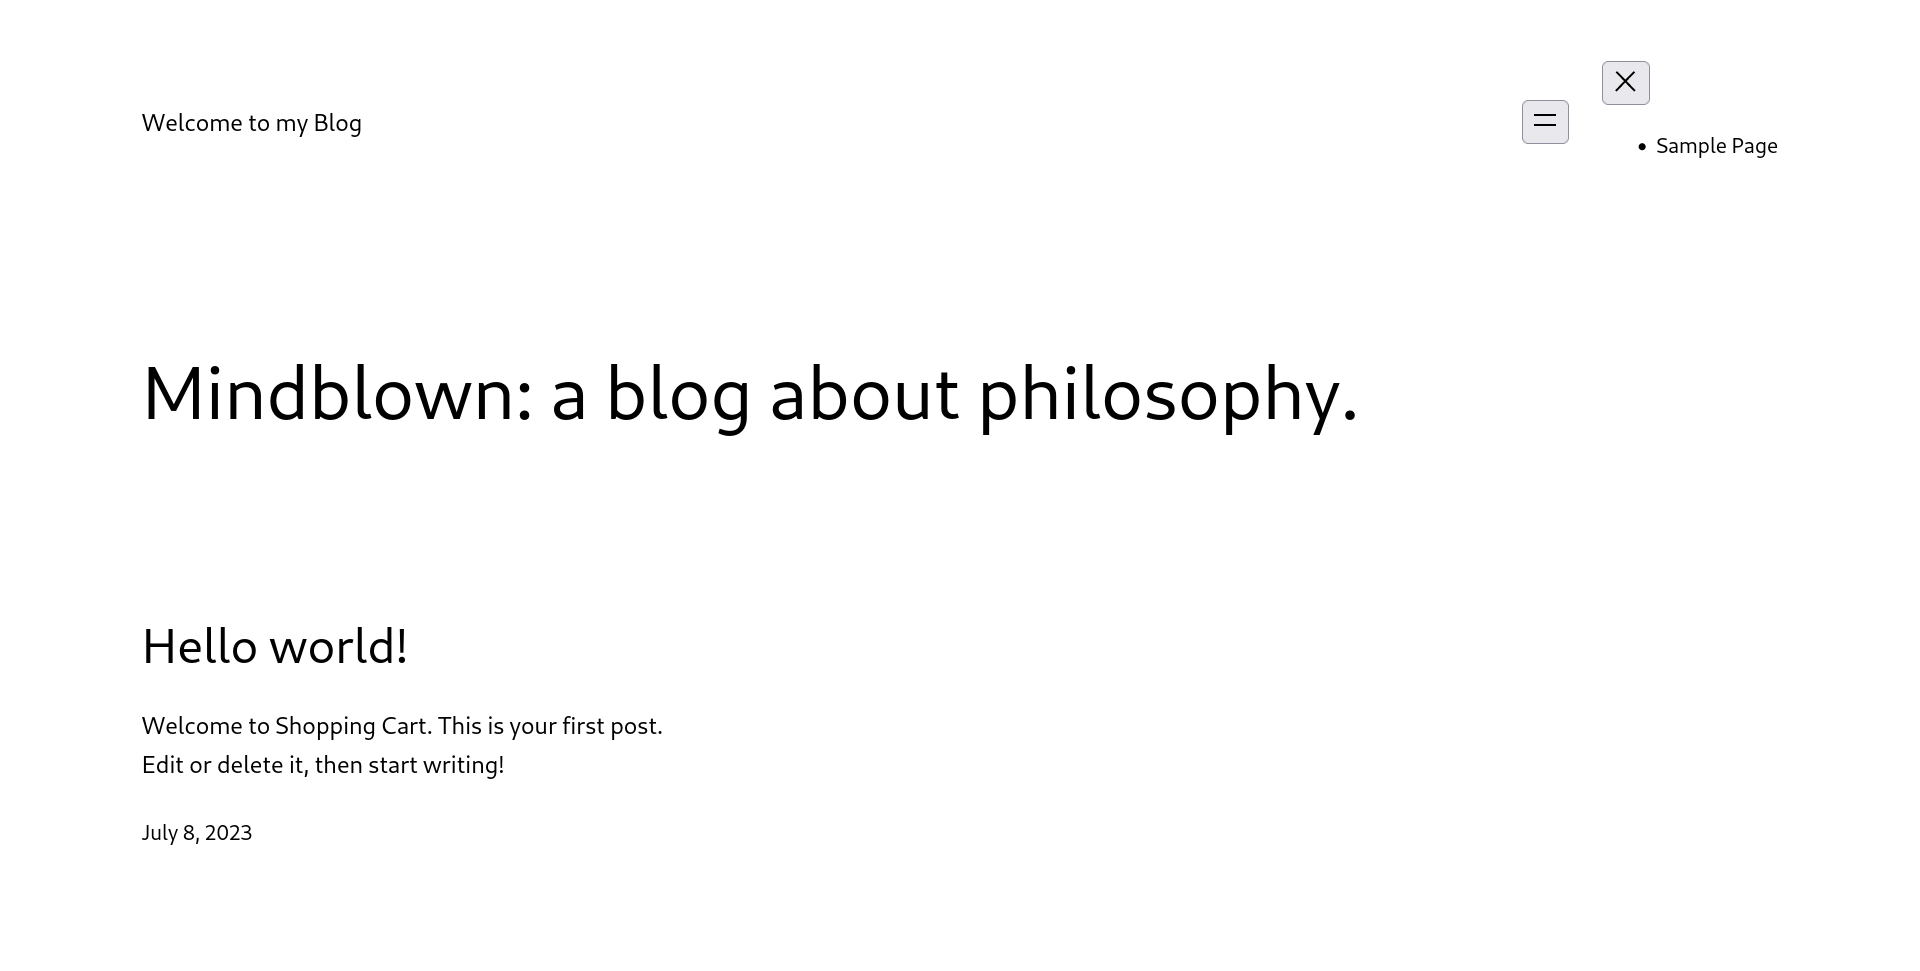 Welcome to my Blog
Sample Page
Mindblown: a blog about philosophy.
Hello world!
Welcome to Shopping Cart. This is your first post.
Edit or delete it, then start writing!
July 8, 2023